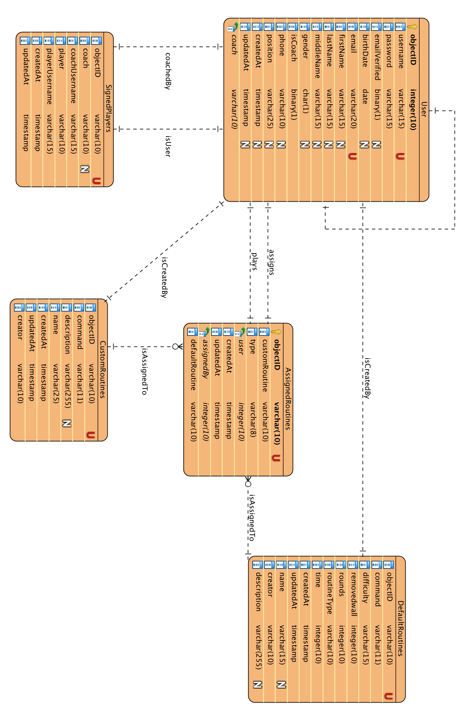 User
objectID integer(10)
username varchar(15) U
password varchar(15)
emailVerified binary(1) N
birthDate date N
email varchar(20) U
firstName varchar(15) N
lastName varchar(15) N
middleName varchar(15) N
gender char(1) N
isCoach binary(1)
phone varchar(10) N
position varchar(25) N
createdAt timestamp N
updatedAt timestamp N
coach varchar(10)
isCreatedBy
DefaultRoutines
objectID varchar(10) U
command varchar(11)
difficulty varchar(15)
removedwall integer(10)
rounds integer(10)
routineType varchar(10)
time integer(10)
createdAt timestamp
updatedAt timestamp
name varchar(15) N
creator varchar(10)
description varchar(255) N
assigns
plays
AssignedRoutines
objectID varchar(10) U
customRoutine varchar(10)
type varchar(8)
user integer(10)
createdAt timestamp
updatedAt timestamp
assignedBy integer(10)
defaultRoutine varchar(10)
isAssignedTo
coachedBy
isUser
isCreatedBy
isAssignedTo
SignedPlayers
objectID varchar(10) U
coach varchar(10) N
coachUsername varchar(15)
player varchar(10)
playerUsername varchar(15)
createdAt timestamp
updatedAt timestamp
CustomRoutines
objectID varchar(10) U
command varchar(11)
description varchar(255) N
name varchar(25)
createdAt timestamp
updatedAt timestamp
creator varchar(10)